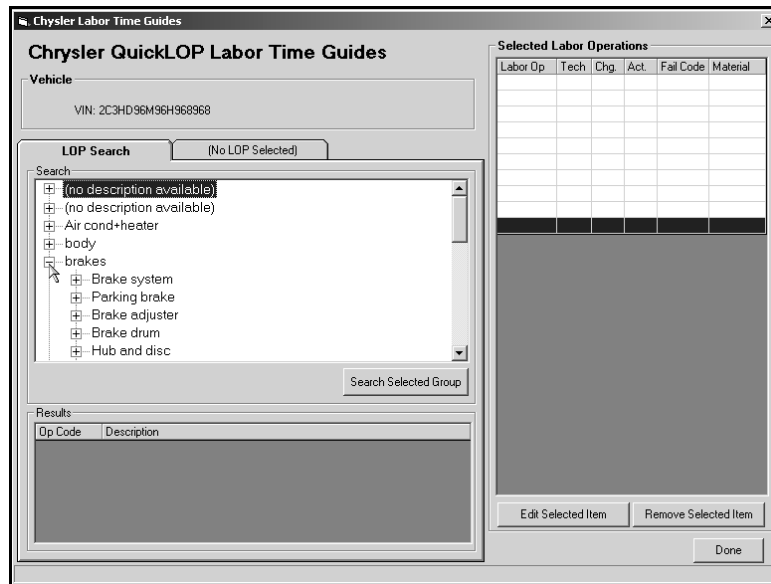 Chysler Labor Time Guides
Chrysler QuickLOP Labor Time Guides
Vehicle
VIN: 2C3HD96M96H968968
LOP Search
(No LOP Selected)
Search
(no description available)
(no description available)
Air cond+heater
body
brakes
Brake system
Parking brake
Brake adjuster
Brake drum
Hub and disc
Search Selected Group
Results
Op Code Description
Selected Labor Operations
Labor Op Tech Chg. Act. Fail Code Material
Edit Selected Item Remove Selected Item
Done